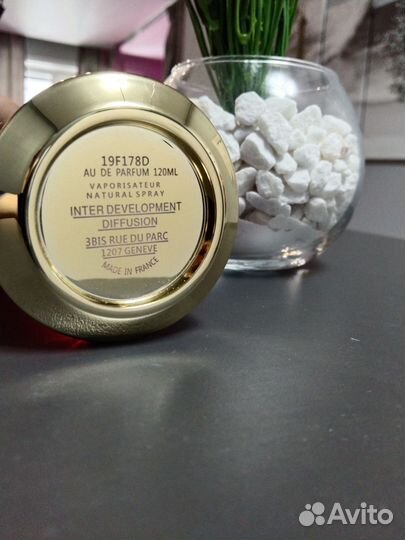 19F178D
AU DE PARFUM 120ML
VAPORISATEUR
NATURAL SPRAY
INTER DEVELOPMENT
DIFFUSION
3BIS RUE DU PARC
1207 GENEVE
MADE IN FRANCE
Avito